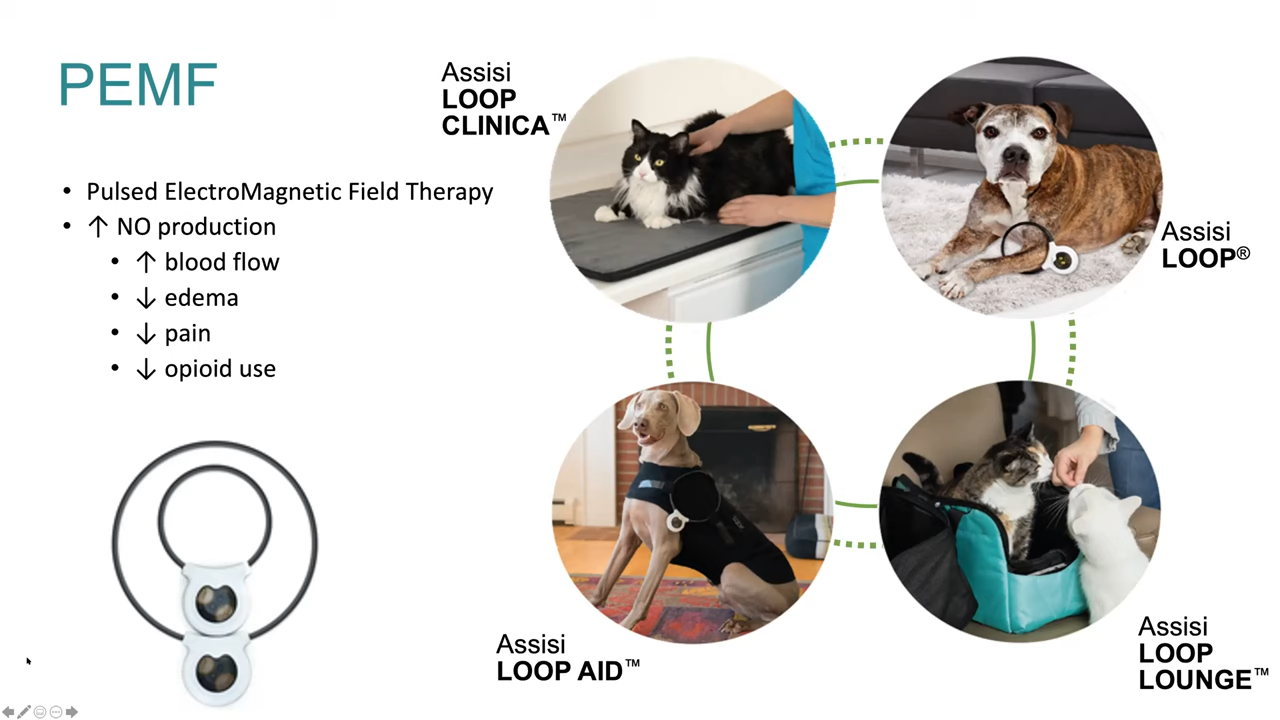 PEMF
• Pulsed ElectroMagnetic Field Therapy
• ↑ NO production
• ↑ blood flow
• ↓ edema
• ↓ pain
• ↓ opioid use
Assisi
LOOP
CLINICA™
Assisi
LOOP®
Assisi
LOOP AID™
Assisi
LOOP
LOUNGE™